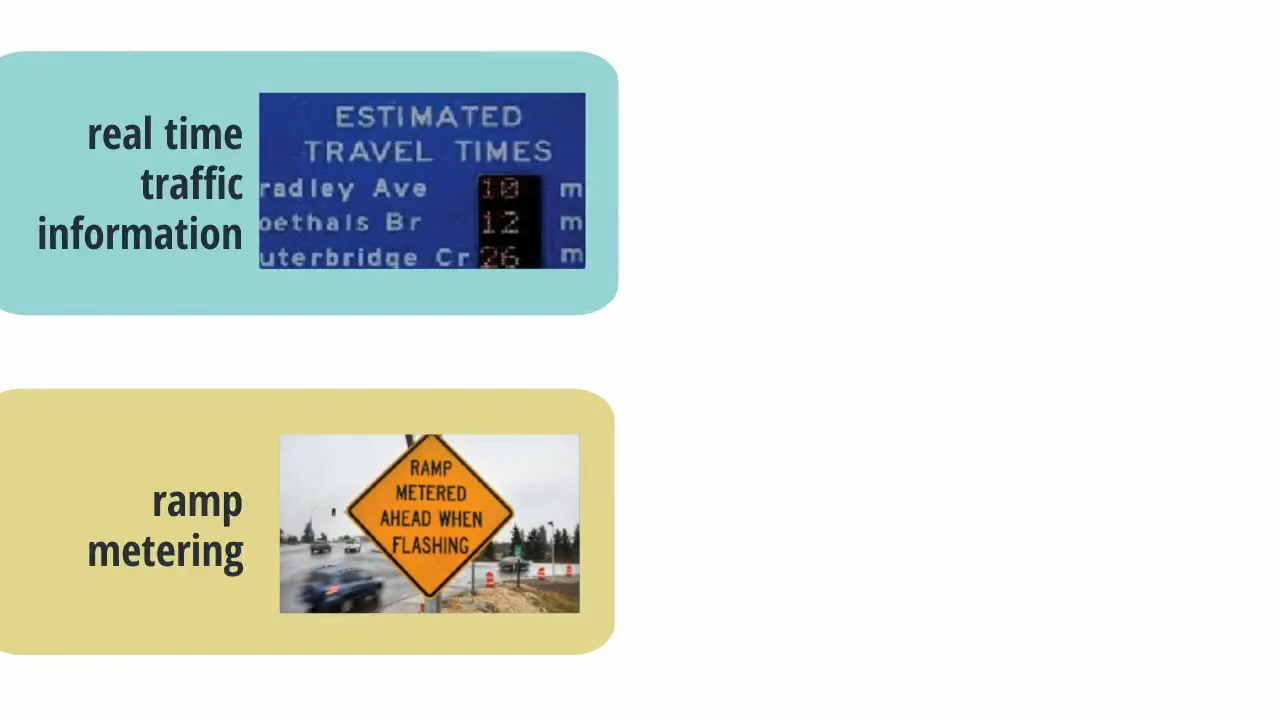 real time
traffic
information
ESTIMATED
TRAVEL TIMES
radley Ave 10 m
oethals Br 12 m
uterbridge Cr 26 m
ramp
metering
RAMP
METERED
AHEAD WHEN
FLASHING